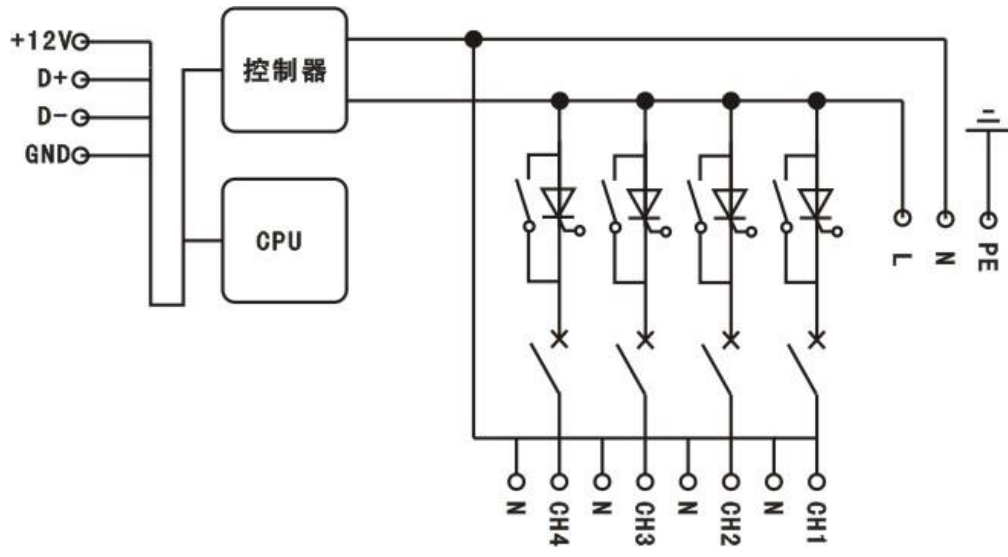 +12V
D+
D-
GND
控制器
CPU
L
N
PE
N
CH4
N
CH3
N
CH2
N
CH1